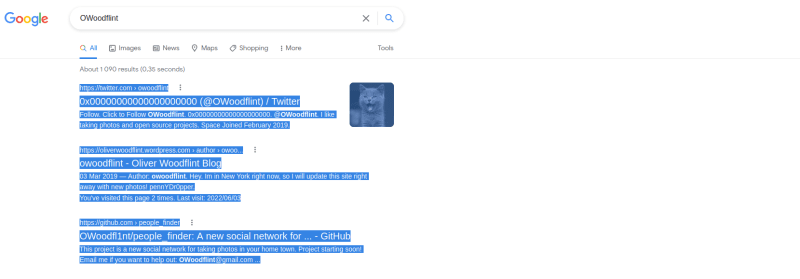 Google
OWoodflint
All Images News Maps Shopping More Tools
About 1 090 results (0,35 seconds)
https://twitter.com › owoodflint
0x00000000000000000000 (@OWoodflint) / Twitter
Follow. Click to Follow OWoodflint. 0x00000000000000000000. @OWoodflint. I like
taking photos and open source projects. Space Joined February 2019.
https://oliverwoodflint.wordpress.com › author › owoo...
owoodflint - Oliver Woodflint Blog
03 Mar 2019 — Author: owoodflint. Hey. Im in New York right now, so I will update this site right
away with new photos! pennYDr0pper.
You've visited this page 2 times. Last visit: 2022/06/03
https://github.com › people_finder
OWoodfl1nt/people_finder: A new social network for ... - GitHub
This project is a new social network for taking photos in your home town. Project starting soon!
Email me if you want to help out: OWoodflint@gmail.com ...